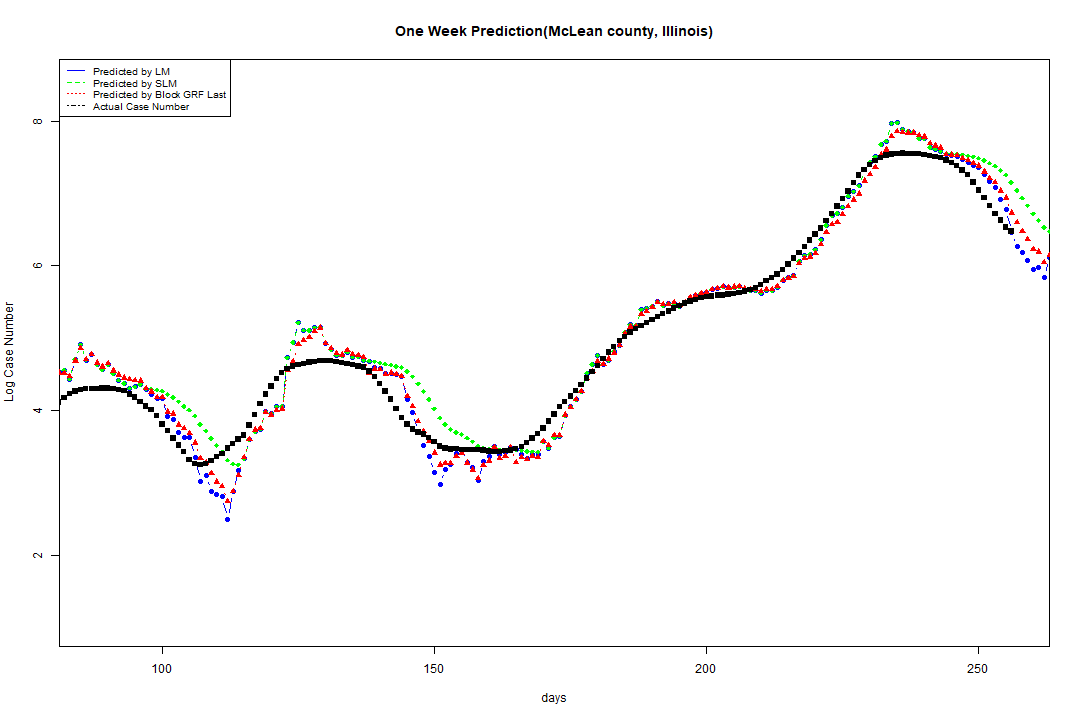 One Week Prediction(McLean county, Illinois)
Predicted by LM
Predicted by SLM
Predicted by Block GRF Last
Actual Case Number
8
6
4
2
Log Case Number
100
150
200
250
days